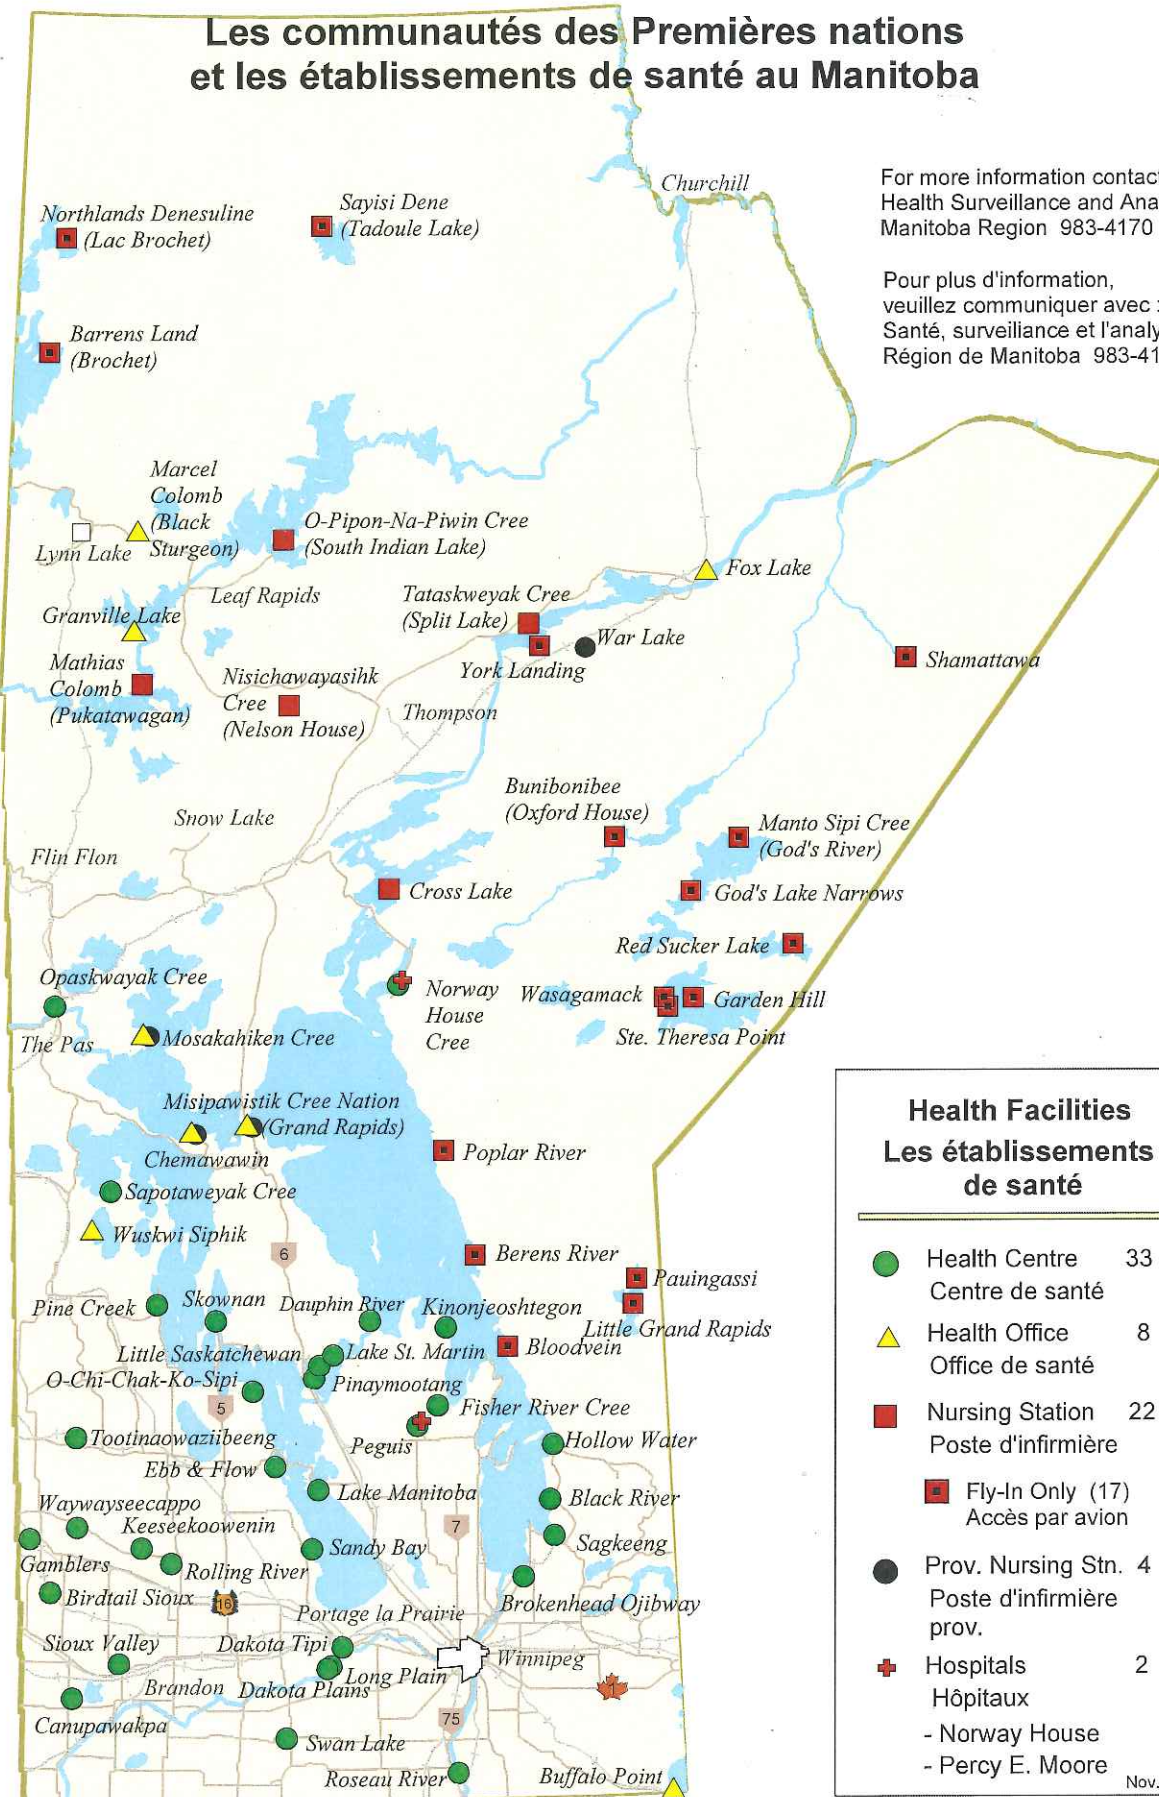 Les communautés des Premières nations
et les établissements de santé au Manitoba
For more information contact
Health Surveillance and Ana
Manitoba Region 983-4170
Pour plus d'information,
veuillez communiquer avec :
Santé, surveiliance et l'analy
Région de Manitoba 983-41
Churchill
Northlands Denesuline
(Lac Brochet)
Sayisi Dene
(Tadoule Lake)
Barrens Land
(Brochet)
Marcel
Colomb
(Black
Sturgeon)
Lynn Lake
O-Pipon-Na-Piwin Cree
(South Indian Lake)
Fox Lake
Leaf Rapids
Granville Lake
Tataskweyak Cree
(Split Lake)
War Lake
York Landing
Shamattawa
Mathias
Colomb
(Pukatawagan)
Nisichawayasihk
Cree
(Nelson House)
Thompson
Bunibonibee
(Oxford House)
Snow Lake
Manto Sipi Cree
(God's River)
Flin Flon
Cross Lake
God's Lake Narrows
Red Sucker Lake
Opaskwayak Cree
Norway
House
Cree
Wasagamack
Garden Hill
Ste. Theresa Point
The Pas
Mosakahiken Cree
Misipawistik Cree Nation
(Grand Rapids)
Chemawawin
Poplar River
Sapotaweyak Cree
Wuskwi Siphik
6
Berens River
Pauingassi
Pine Creek
Skownan
Dauphin River
Kinonjeoshtegon
Little Grand Rapids
Bloodvein
Little Saskatchewan
Lake St. Martin
O-Chi-Chak-Ko-Sipi
Pinaymootang
5
Fisher River Cree
Peguis
Tootinaowaziibeeng
Hollow Water
Ebb & Flow
Lake Manitoba
Black River
Waywayseecappo
Keeseekoowenin
7
Sandy Bay
Sagkeeng
Gamblers
Rolling River
Birdtail Sioux
16
Brokenhead Ojibway
Portage la Prairie
Sioux Valley
Dakota Tipi
Winnipeg
Long Plain
Brandon
Dakota Plains
1
Canupawakpa
75
Swan Lake
Roseau River
Buffalo Point
Health Facilities
Les établissements
de santé
Health Centre 33
Centre de santé
Health Office 8
Office de santé
Nursing Station 22
Poste d'infirmière
Fly-In Only (17)
Accès par avion
Prov. Nursing Stn. 4
Poste d'infirmière
prov.
Hospitals 2
Hôpitaux
- Norway House
- Percy E. Moore
Nov.